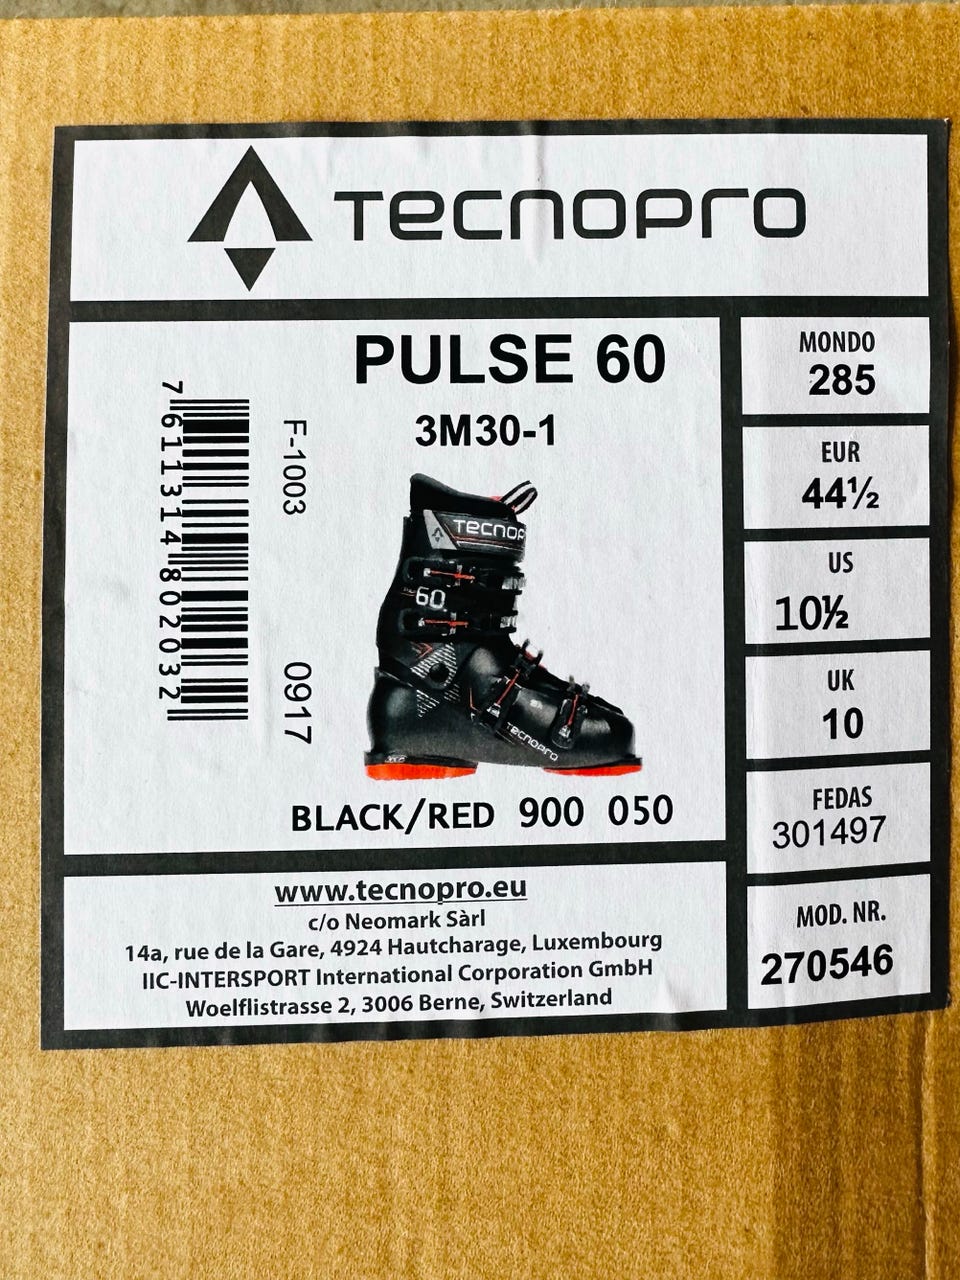 TECNOPRO
PULSE 60
3M30-1
7 611314 802032
F-1003
0917
TECNOPRO
60
TECNOPRO
BLACK/RED 900 050
MONDO
285
EUR
44½
US
10½
UK
10
FEDAS
301497
MOD. NR.
270546
www.tecnopro.eu
c/o Neomark Sàrl
14a, rue de la Gare, 4924 Hautcharage, Luxembourg
IIC-INTERSPORT International Corporation GmbH
Woelflistrasse 2, 3006 Berne, Switzerland